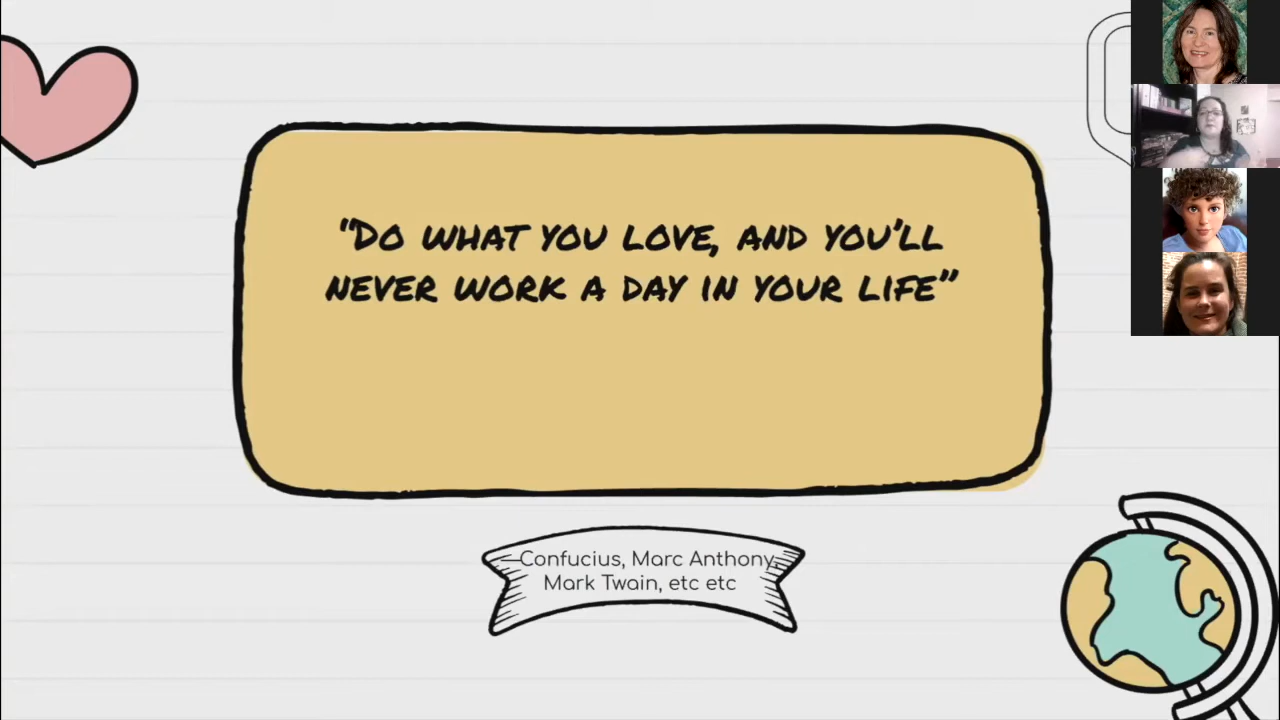 “Do what you love, and you’ll
never work a day in your life”
—Confucius, Marc Anthony,
Mark Twain, etc etc